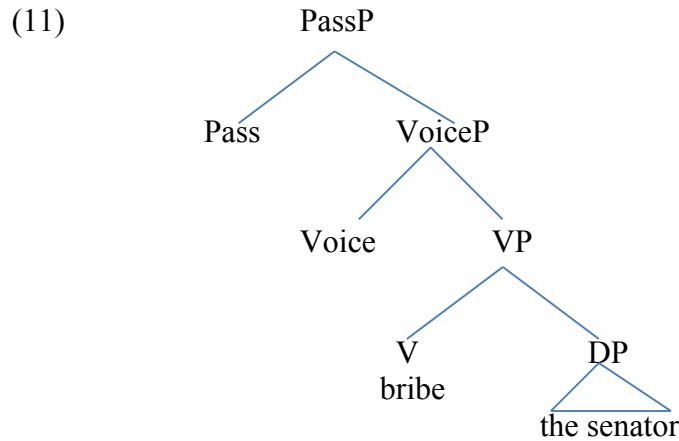 (11) PassP
Pass VoiceP
Voice VP
V DP
bribe
the senator